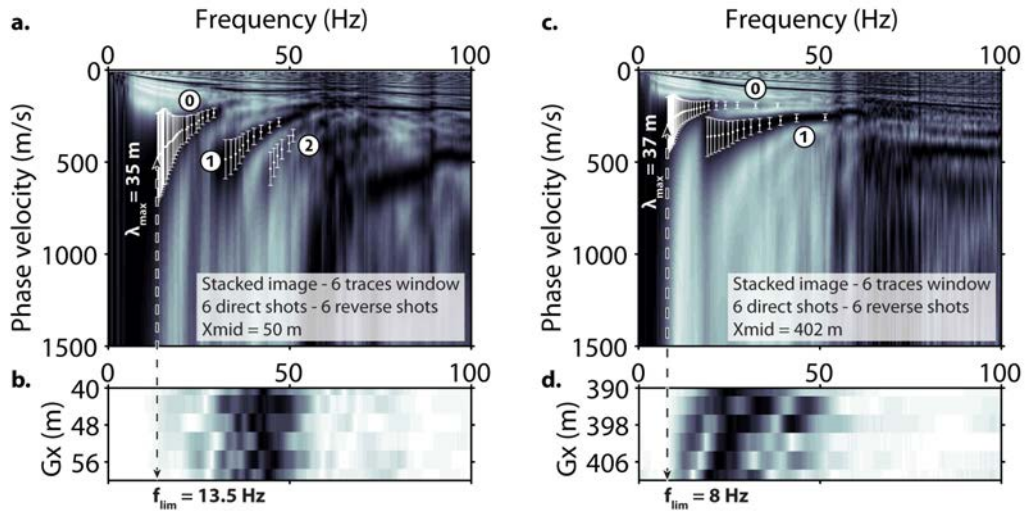 a.
Frequency (Hz)
0 50 100
Phase velocity (m/s)
0
500
1000
1500
0
1
2
λmax = 35 m
Stacked image - 6 traces window
6 direct shots - 6 reverse shots
Xmid = 50 m
b.
0 50 100
Gx (m)
40
48
56
flim = 13.5 Hz
c.
Frequency (Hz)
0 50 100
Phase velocity (m/s)
0
500
1000
1500
0
1
λmax = 37 m
Stacked image - 6 traces window
6 direct shots - 6 reverse shots
Xmid = 402 m
d.
0 50 100
Gx (m)
390
398
406
flim = 8 Hz